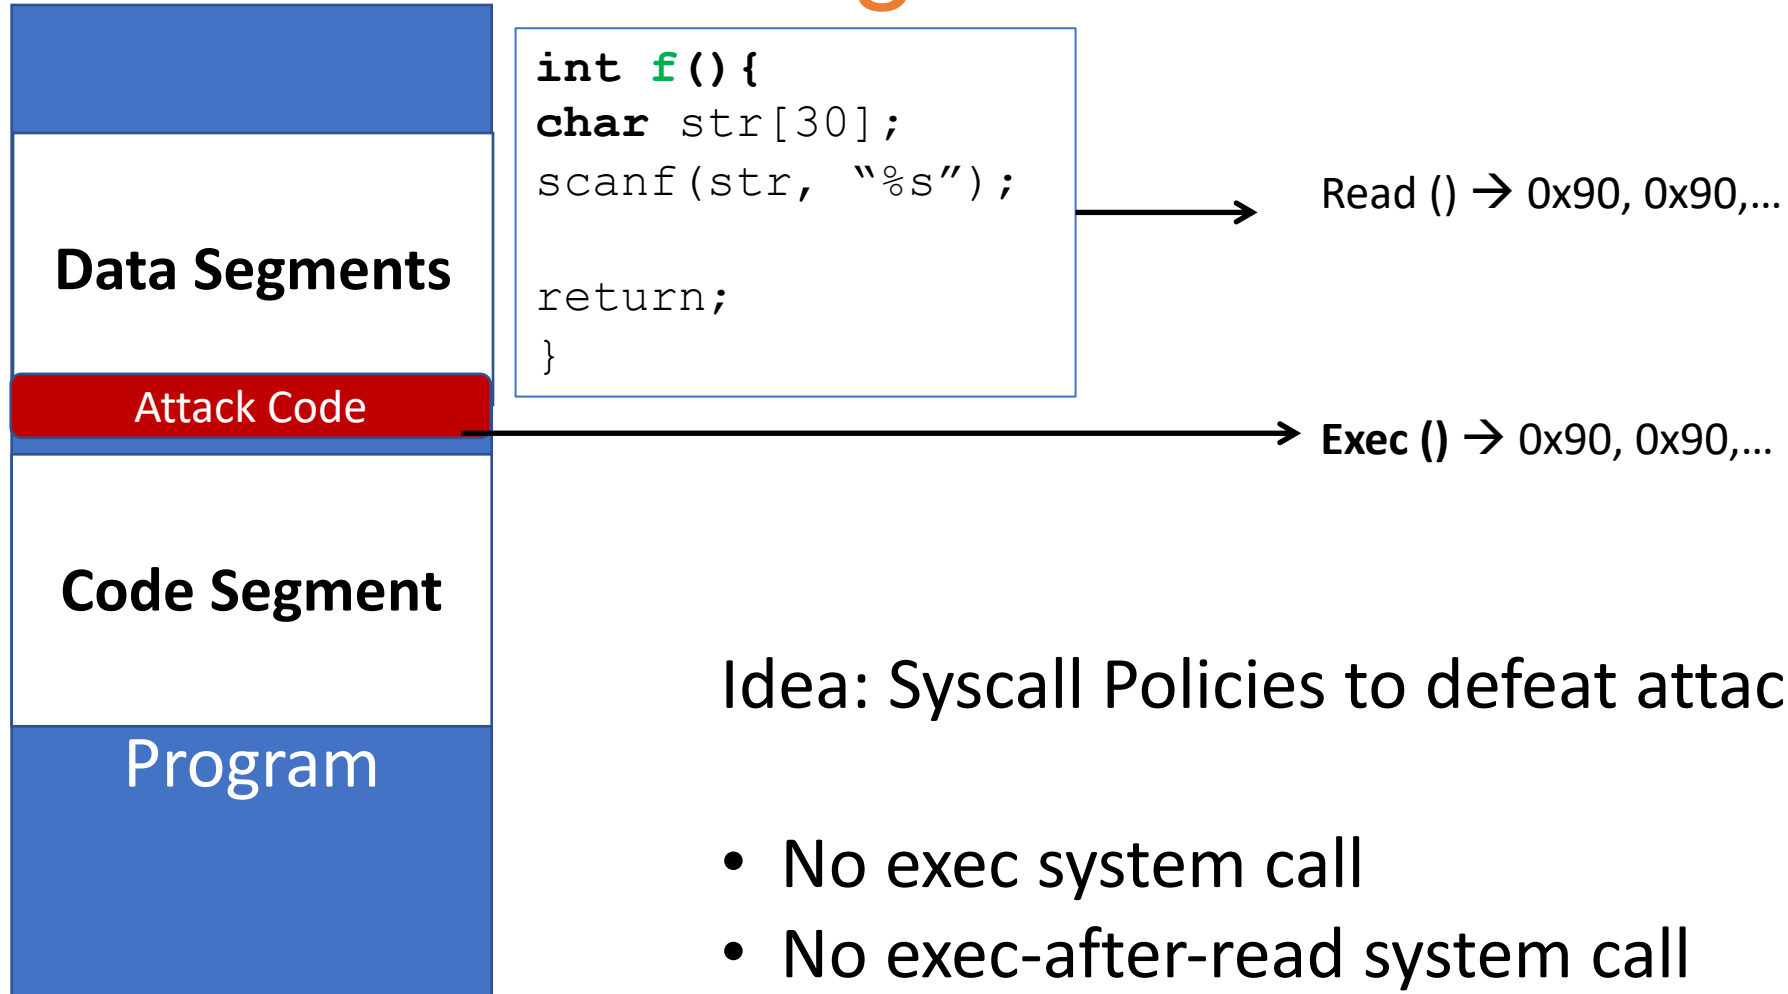 int f(){
char str[30];
scanf(str, “%s”);
return;
}
Read () → 0x90, 0x90,…
Data Segments
Attack Code
Exec () → 0x90, 0x90,…
Code Segment
Idea: Syscall Policies to defeat attac
Program
• No exec system call
• No exec-after-read system call